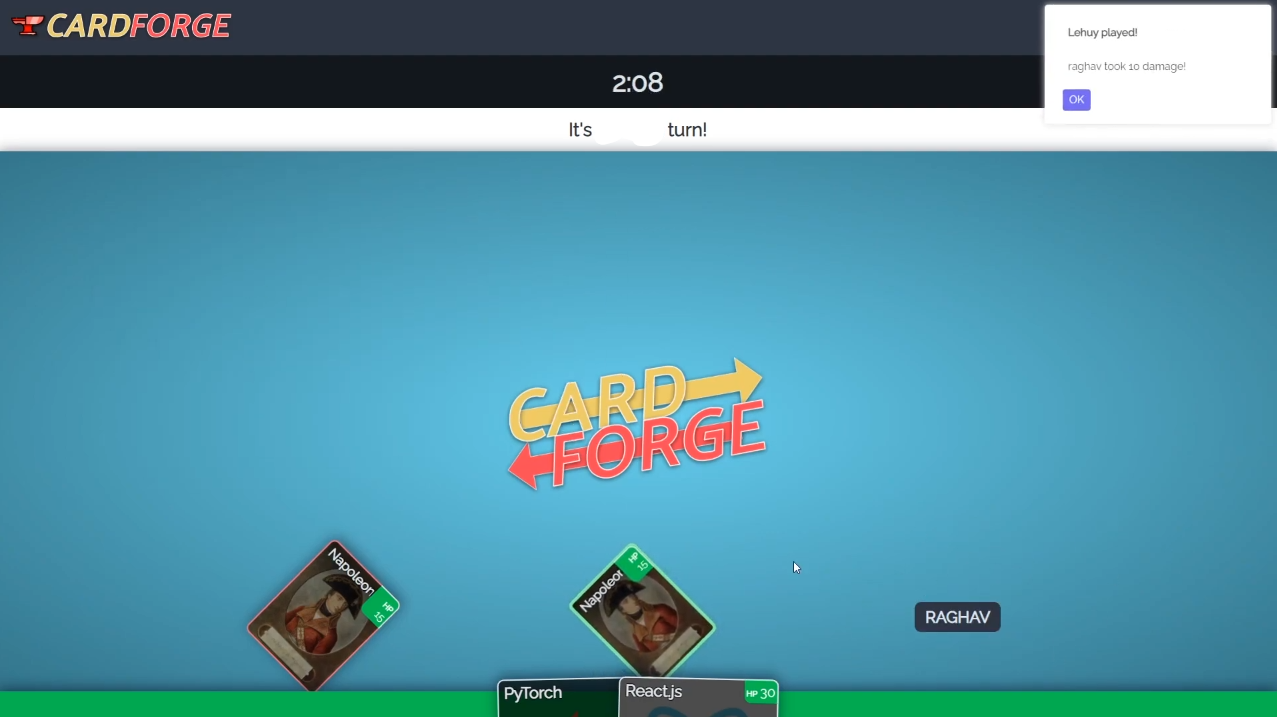 CARDFORGE
Lehuy played!
raghav took 10 damage!
OK
2:08
It's turn!
CARD
FORGE
Napoleon
HP
15
Napoleon
HP
15
RAGHAV
PyTorch
React.js
HP 30